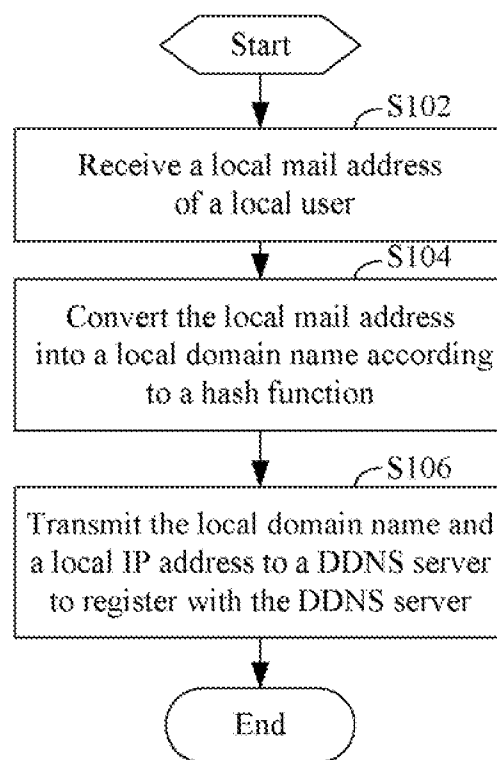 Start
S102
Receive a local mail address
of a local user
S104
Convert the local mail address
into a local domain name according
to a hash function
S106
Transmit the local domain name and
a local IP address to a DDNS server
to register with the DDNS server
End